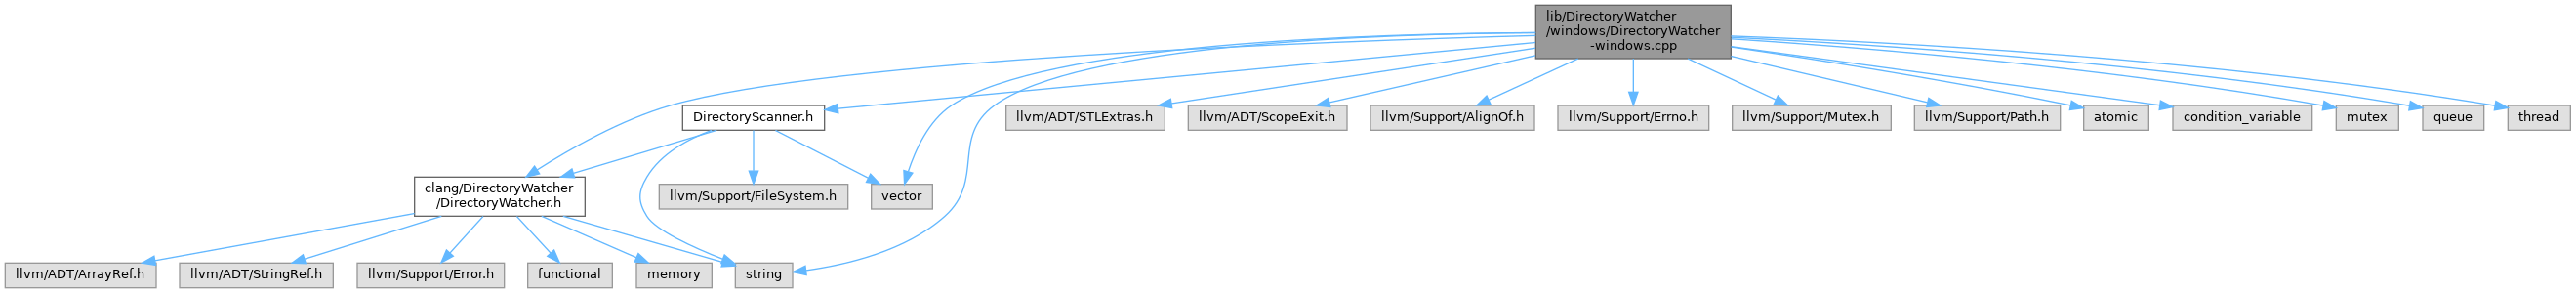 lib/DirectoryWatcher
/windows/DirectoryWatcher
-windows.cpp
DirectoryScanner.h
llvm/ADT/STLExtras.h
llvm/ADT/ScopeExit.h
llvm/Support/AlignOf.h
llvm/Support/Errno.h
llvm/Support/Mutex.h
llvm/Support/Path.h
atomic
condition_variable
mutex
queue
thread
clang/DirectoryWatcher
/DirectoryWatcher.h
llvm/Support/FileSystem.h
vector
llvm/ADT/ArrayRef.h
llvm/ADT/StringRef.h
llvm/Support/Error.h
functional
memory
string